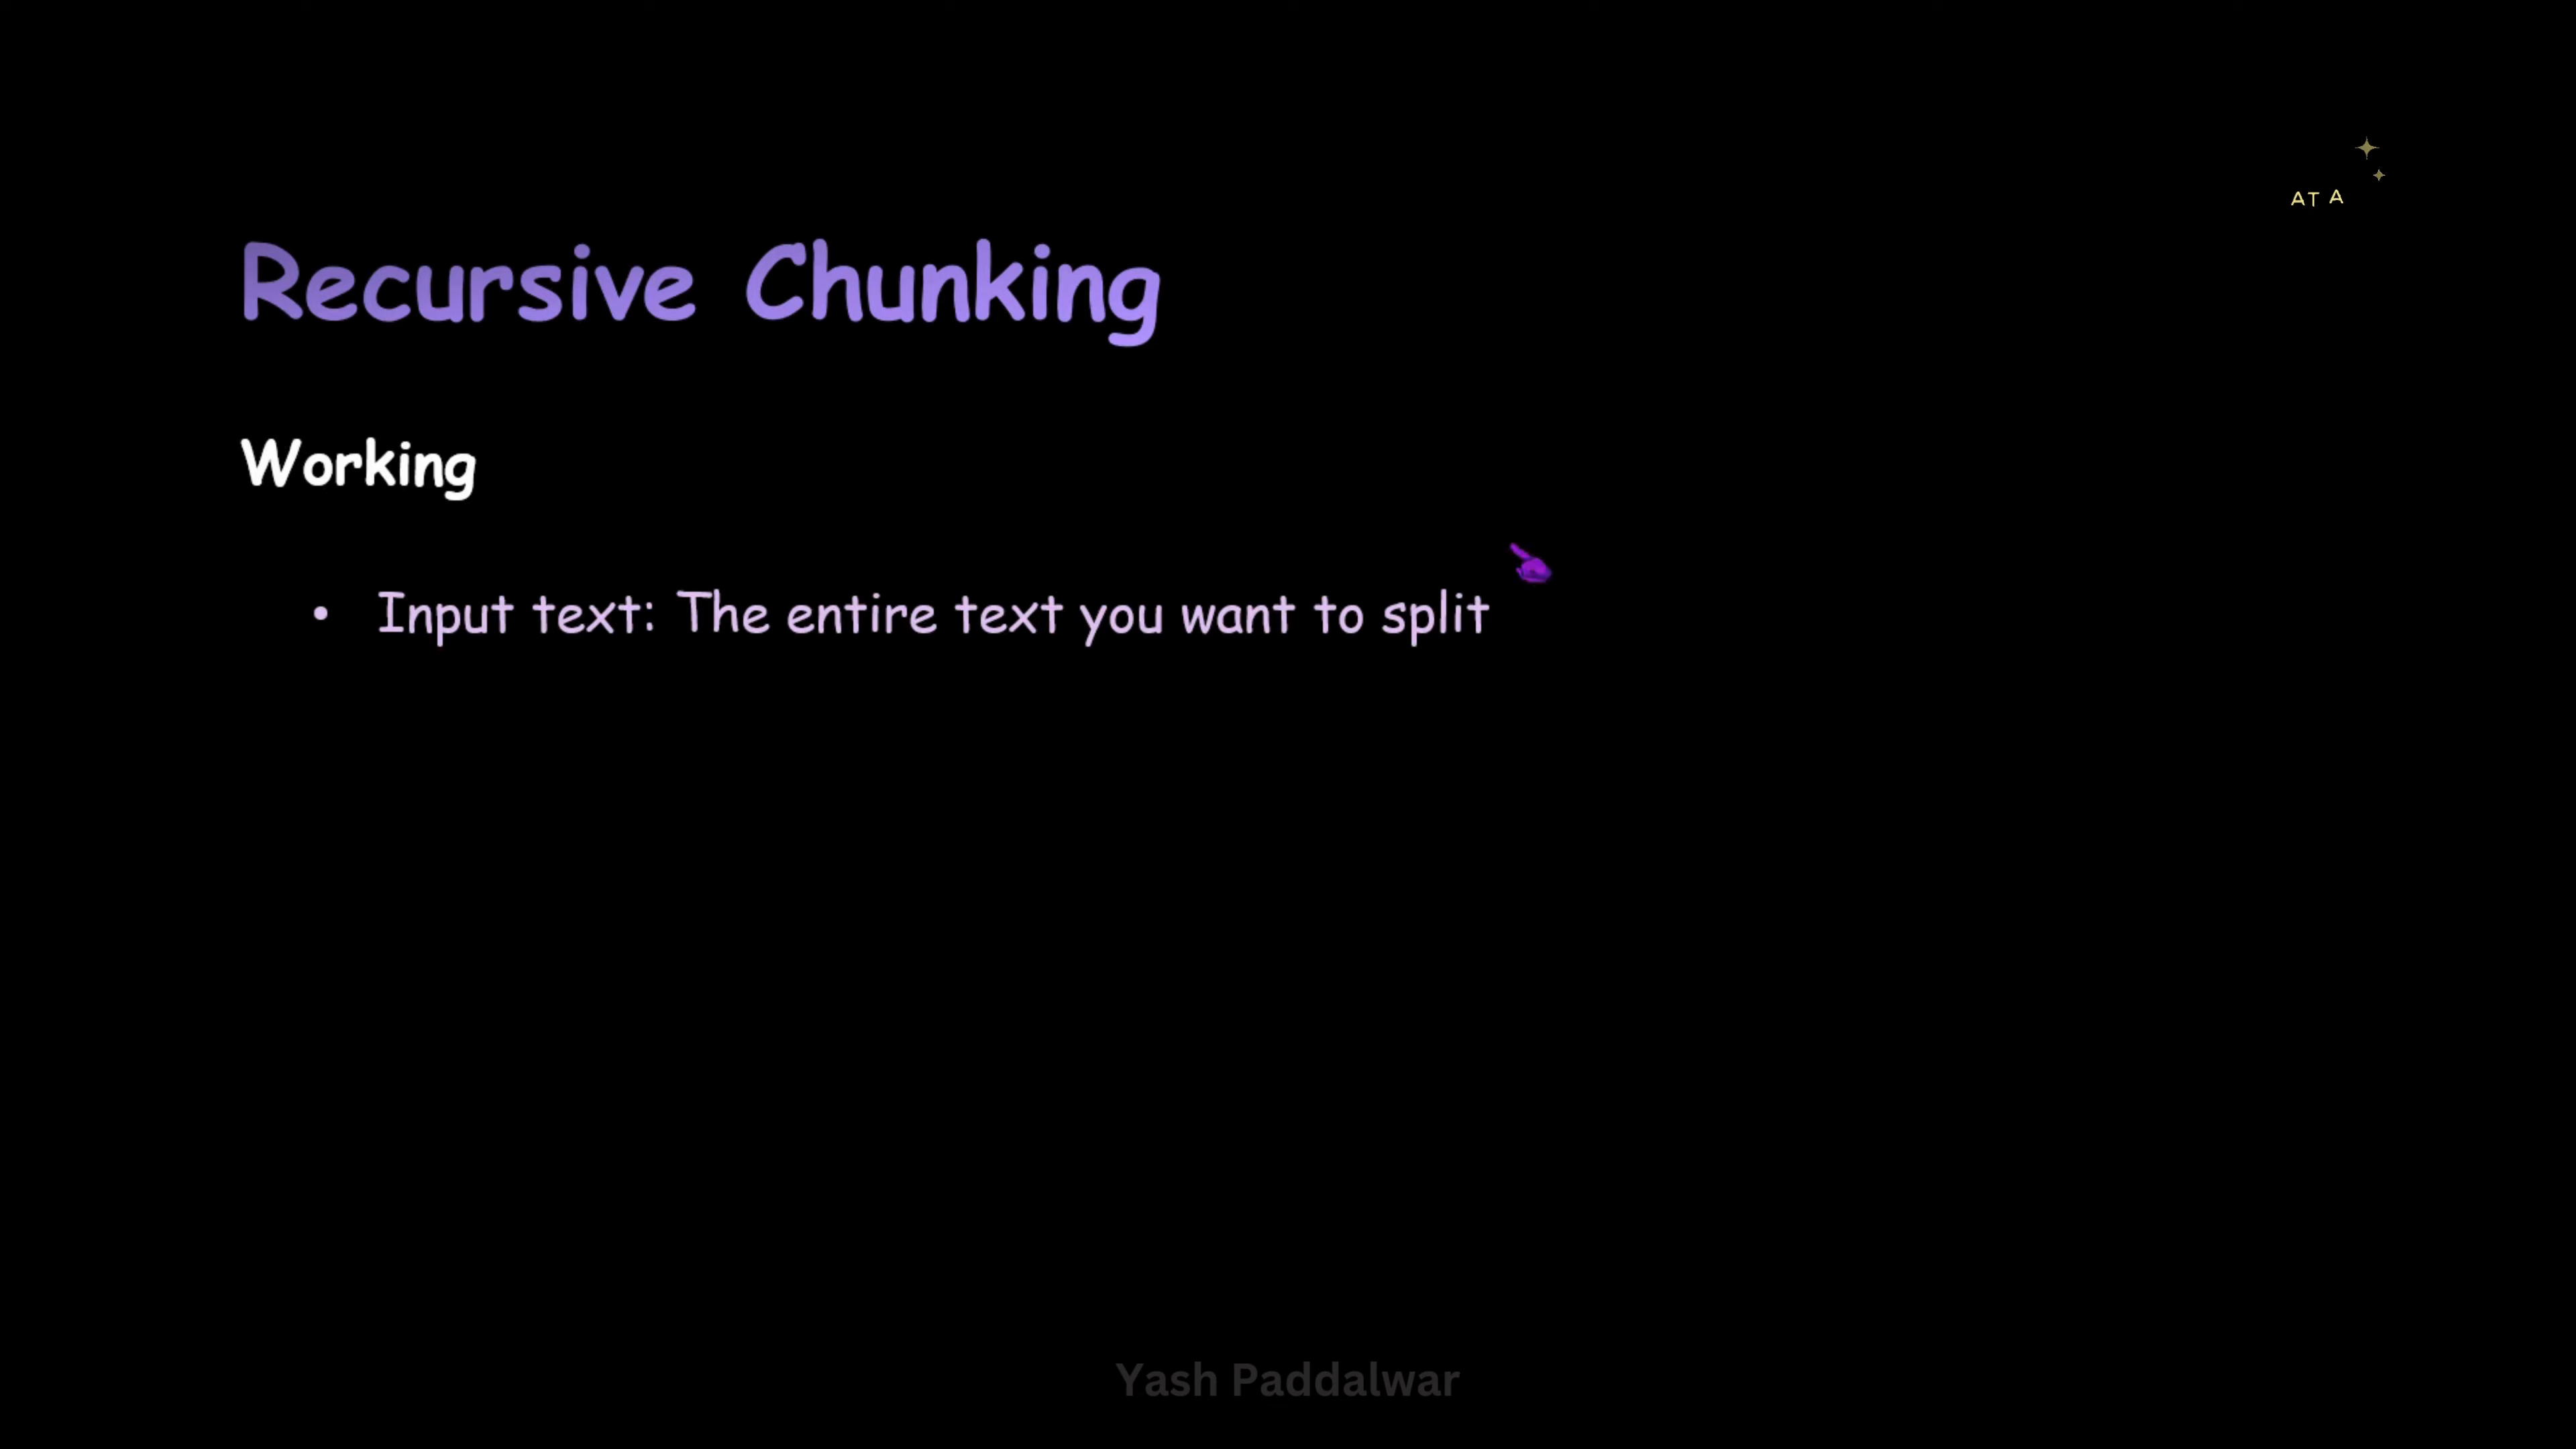 AT A
Recursive Chunking
Working
• Input text: The entire text you want to split
Yash Paddalwar